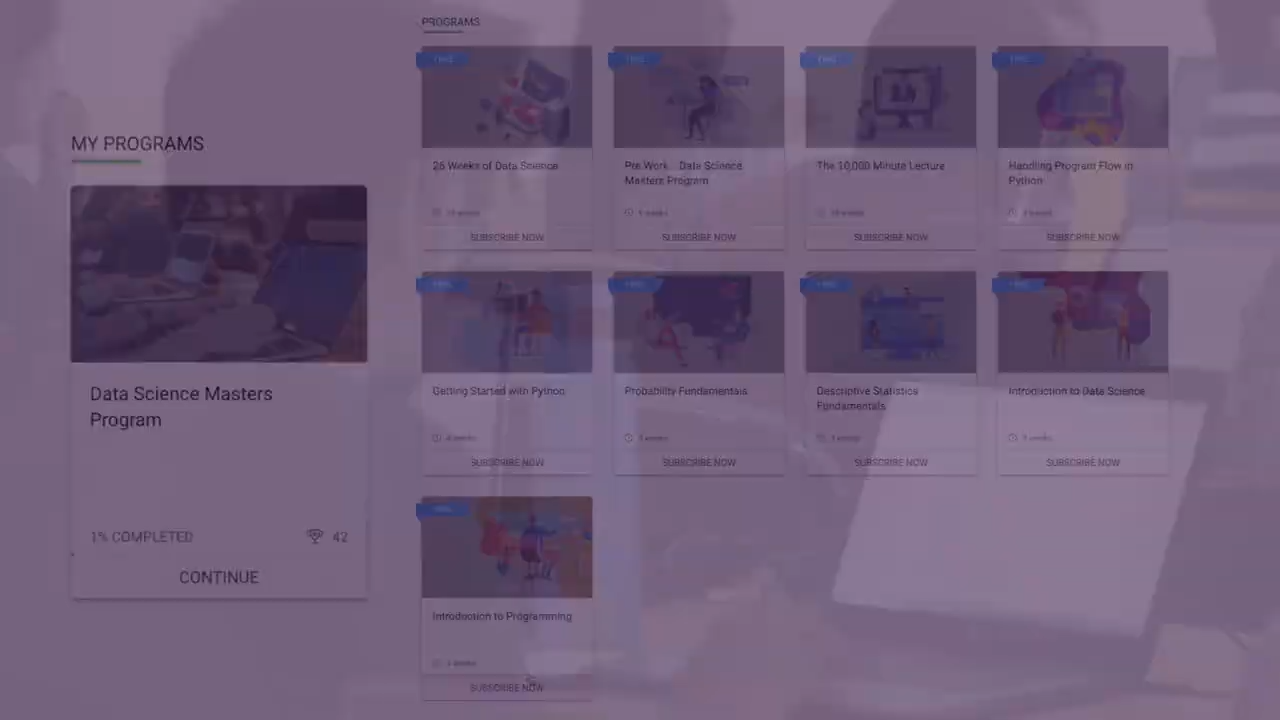 MY PROGRAMS
Data Science Masters
Program
1% COMPLETED
42
CONTINUE
PROGRAMS
26 Weeks of Data Science
SUBSCRIBE NOW
Pre Work - Data Science
Masters Program
SUBSCRIBE NOW
The 10,000 Minute Lecture
SUBSCRIBE NOW
Handling Program Flow in
Python
SUBSCRIBE NOW
Getting Started with Python
SUBSCRIBE NOW
Probability Fundamentals
SUBSCRIBE NOW
Descriptive Statistics
Fundamentals
SUBSCRIBE NOW
Introduction to Data Science
SUBSCRIBE NOW
Introduction to Programming
SUBSCRIBE NOW